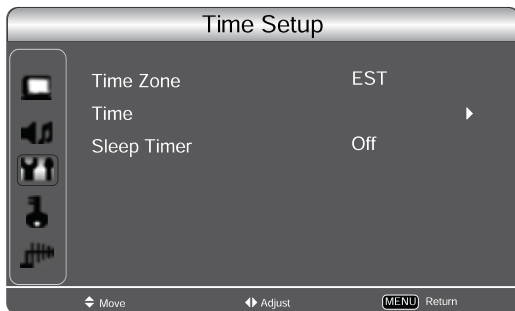 Time Setup
Time Zone EST
Time
Sleep Timer Off
Move Adjust MENU Return